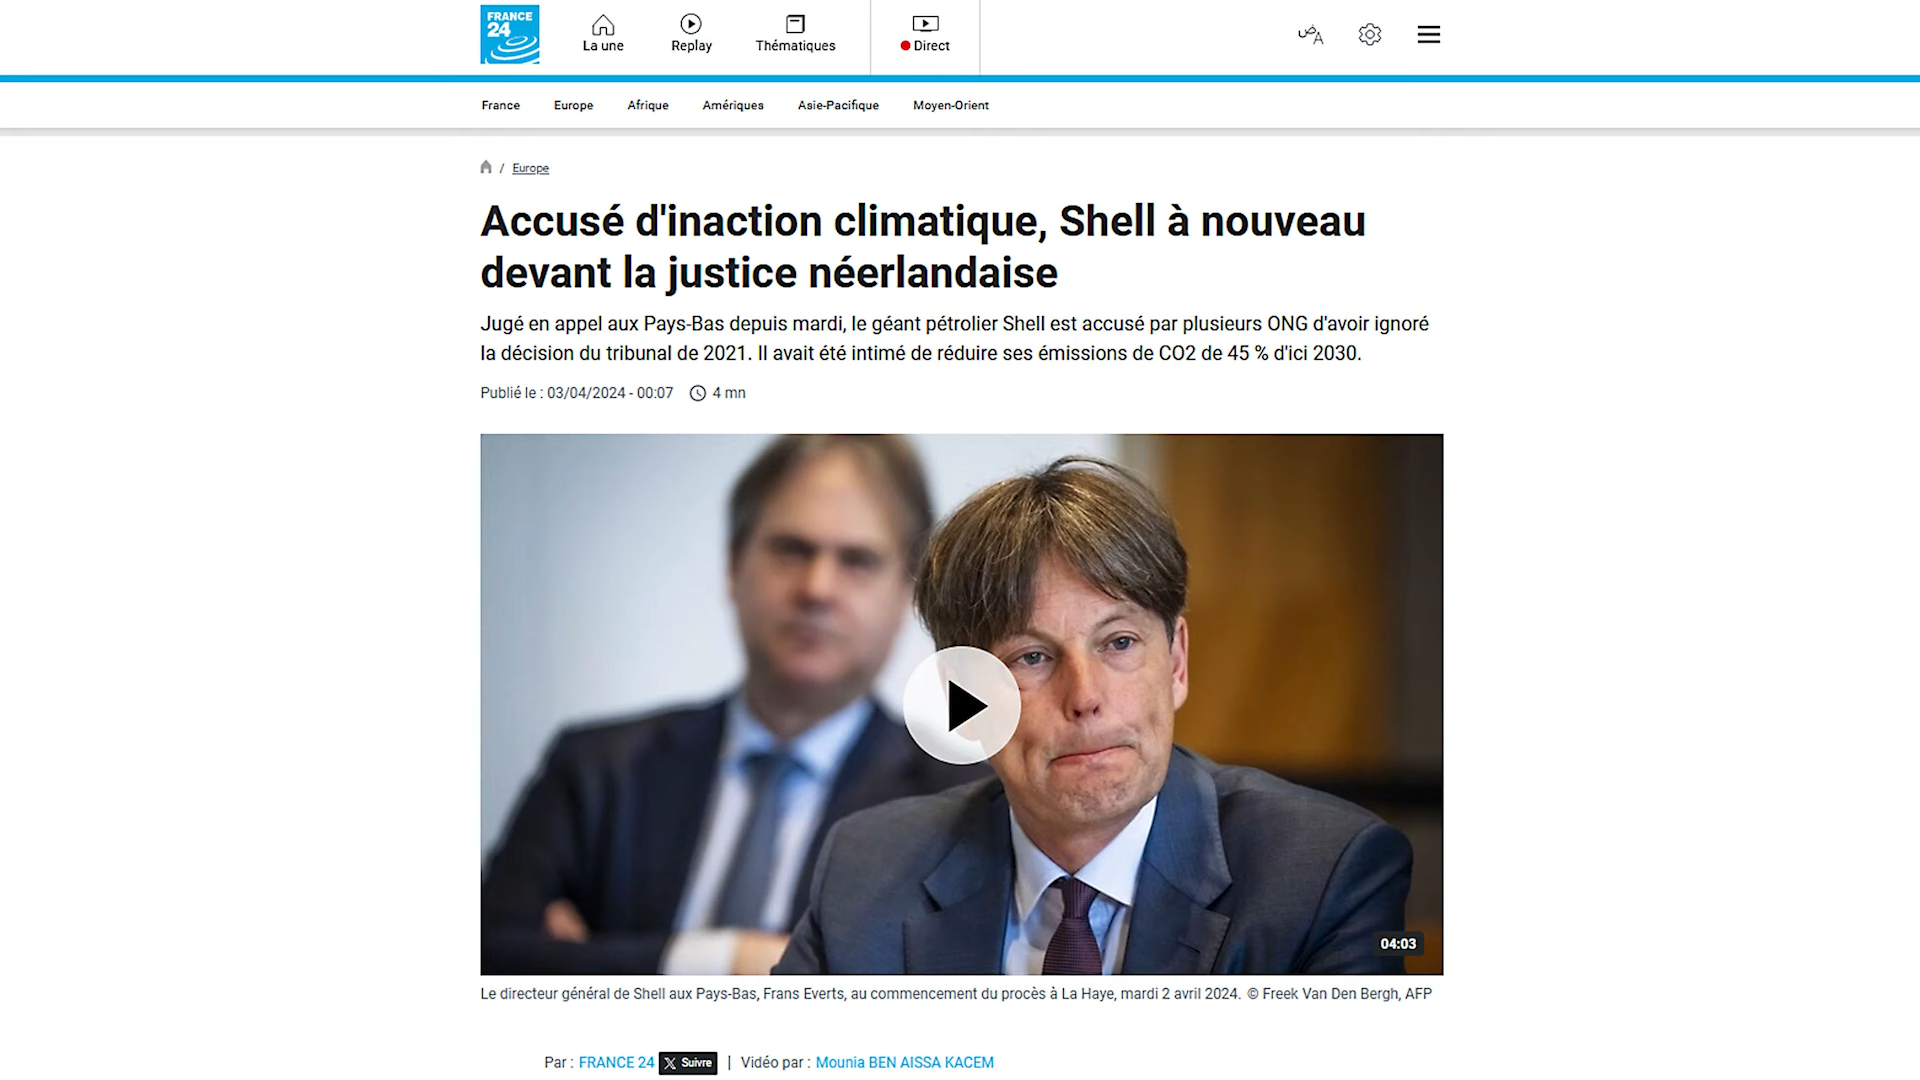 FRANCE
24
La une
Replay
Thématiques
Direct
ض A
France
Europe
Afrique
Amériques
Asie-Pacifique
Moyen-Orient
/ Europe
Accusé d'inaction climatique, Shell à nouveau
devant la justice néerlandaise
Jugé en appel aux Pays-Bas depuis mardi, le géant pétrolier Shell est accusé par plusieurs ONG d'avoir ignoré
la décision du tribunal de 2021. Il avait été intimé de réduire ses émissions de CO2 de 45 % d'ici 2030.
Publié le : 03/04/2024 - 00:07 4 mn
04:03
Le directeur général de Shell aux Pays-Bas, Frans Everts, au commencement du procès à La Haye, mardi 2 avril 2024. © Freek Van Den Bergh, AFP
Par : FRANCE 24 X Suivre | Vidéo par : Mounia BEN AISSA KACEM